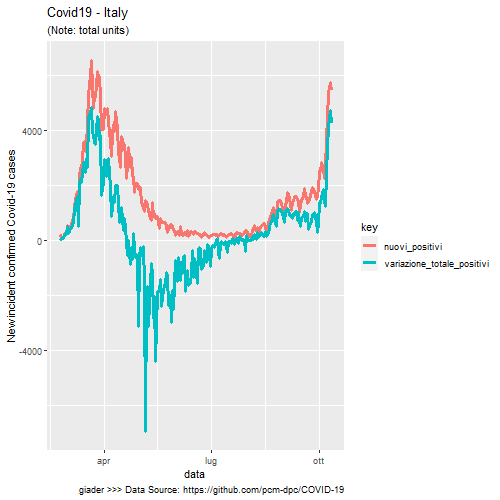 Covid19 - Italy
(Note: total units)
New/incident confirmed Covid-19 cases
4000
0
-4000
apr
lug
ott
data
key
nuovi_positivi
variazione_totale_positivi
giader >>> Data Source: https://github.com/pcm-dpc/COVID-19